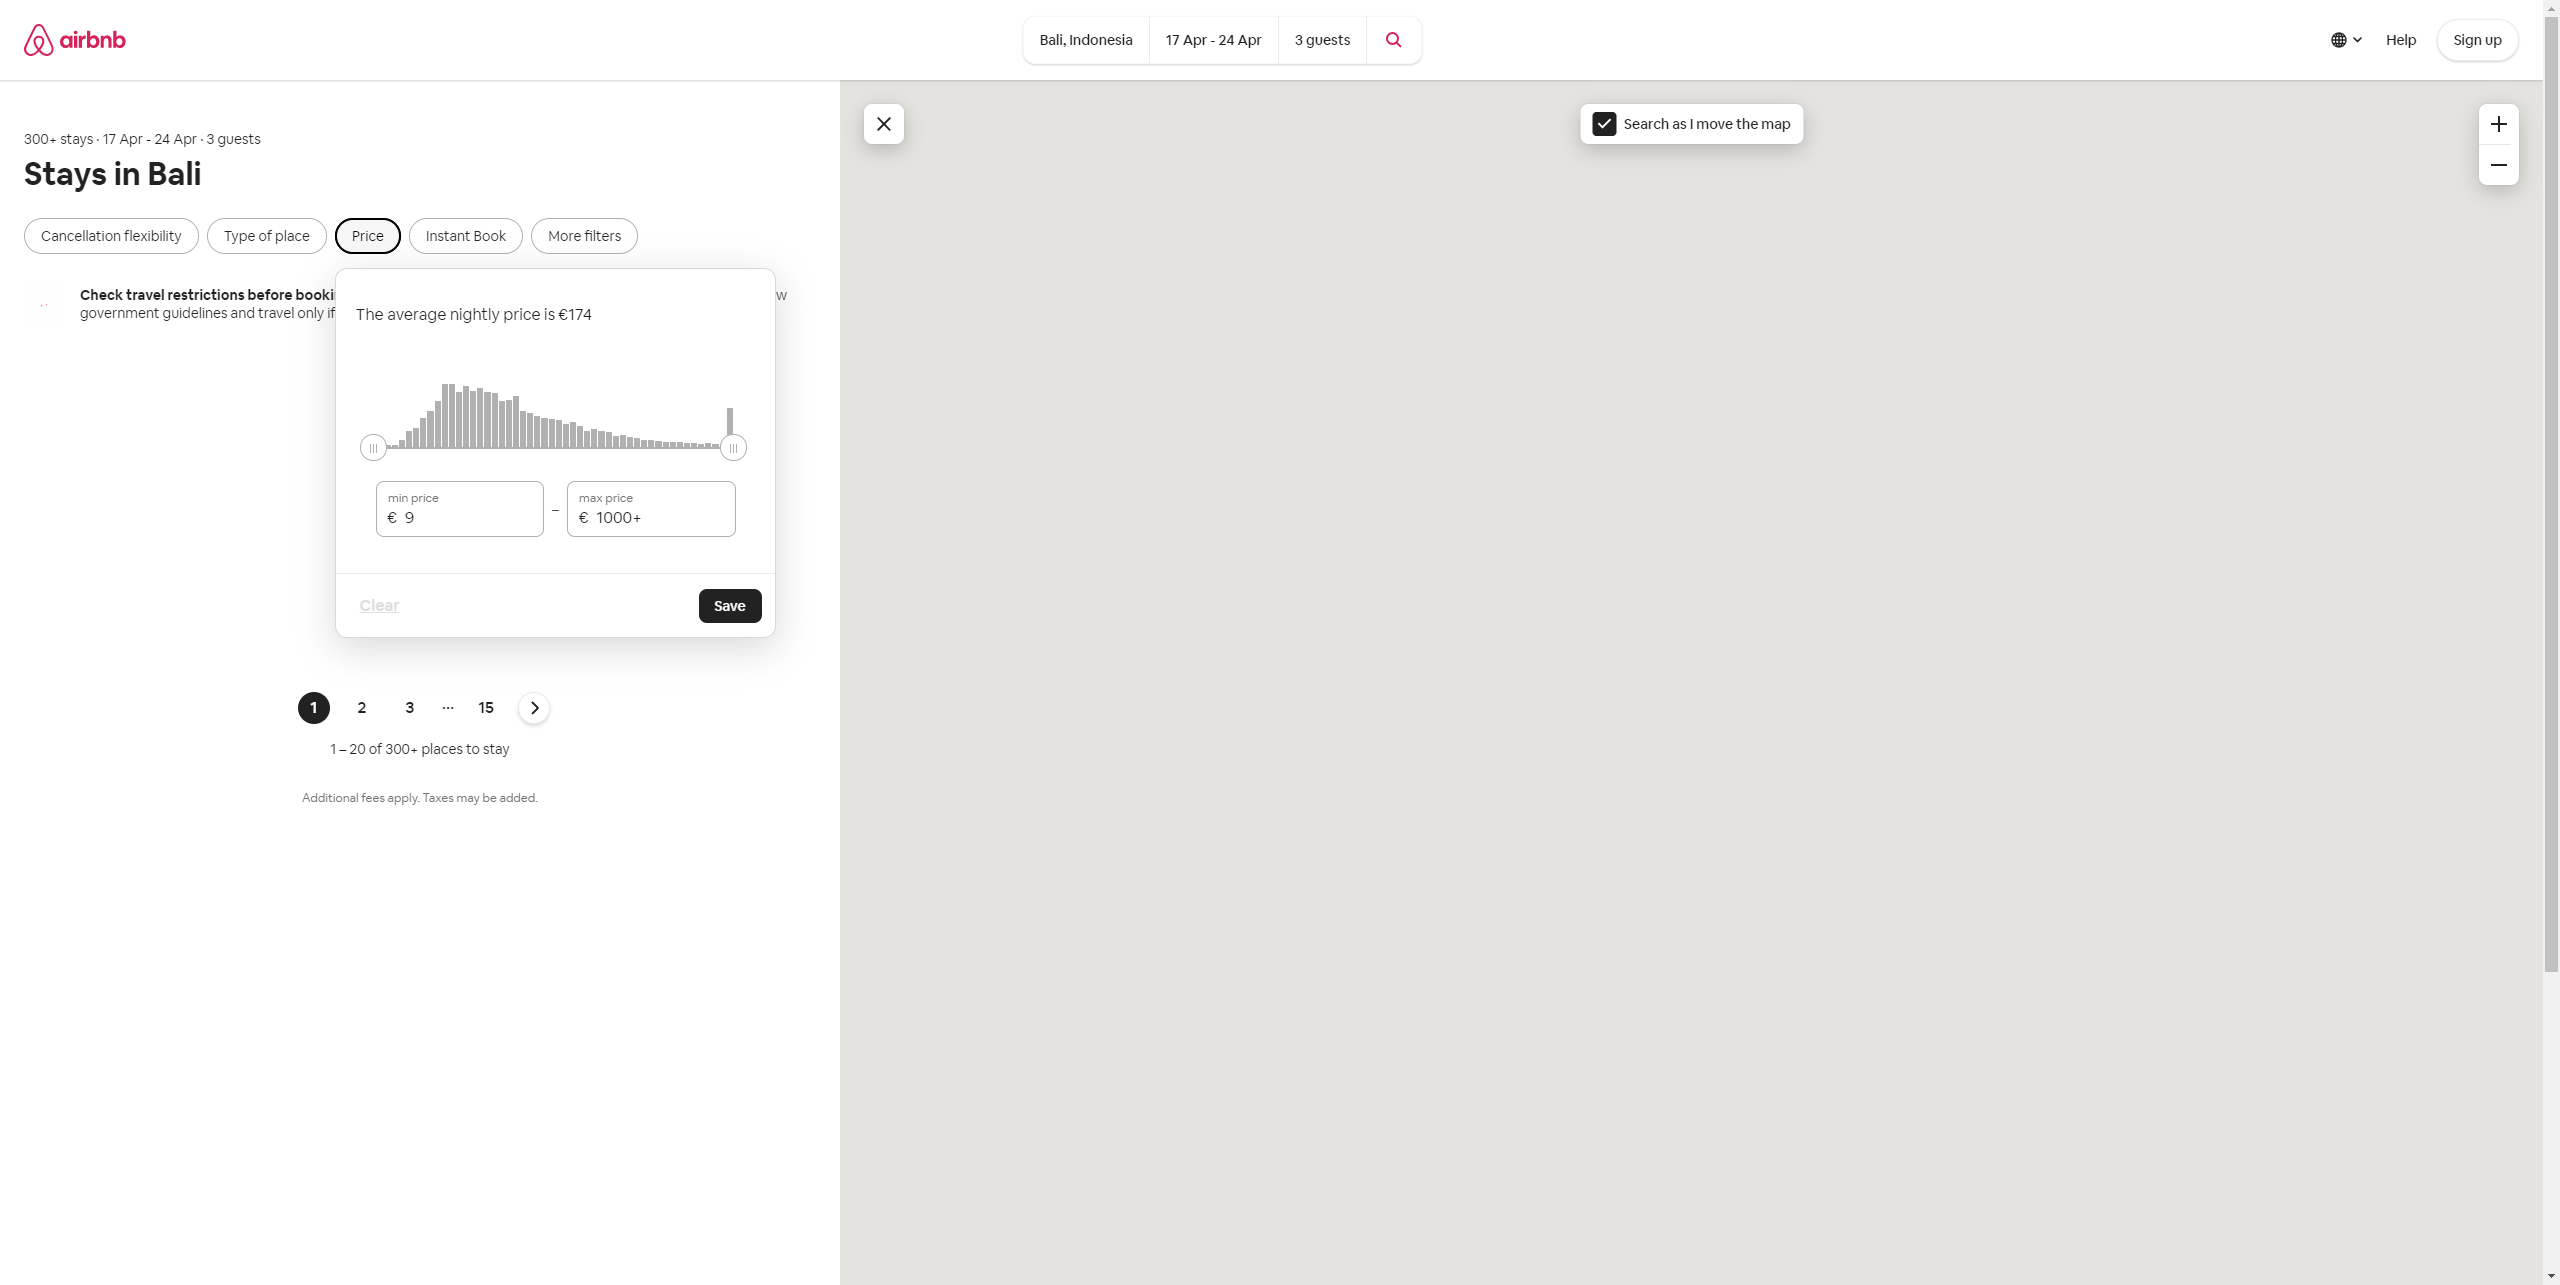 airbnb
Bali, Indonesia
17 Apr - 24 Apr
3 guests
Help
Sign up
300+ stays · 17 Apr - 24 Apr · 3 guests
Stays in Bali
Cancellation flexibility
Type of place
Price
Instant Book
More filters
Search as I move the map
Check travel restrictions before
government guidelines and travel only if
The average nightly price is €174
min price
€ 9
–
max price
€ 1000+
Clear
Save
1 2 3 ... 15
1 – 20 of 300+ places to stay
Additional fees apply. Taxes may be added.